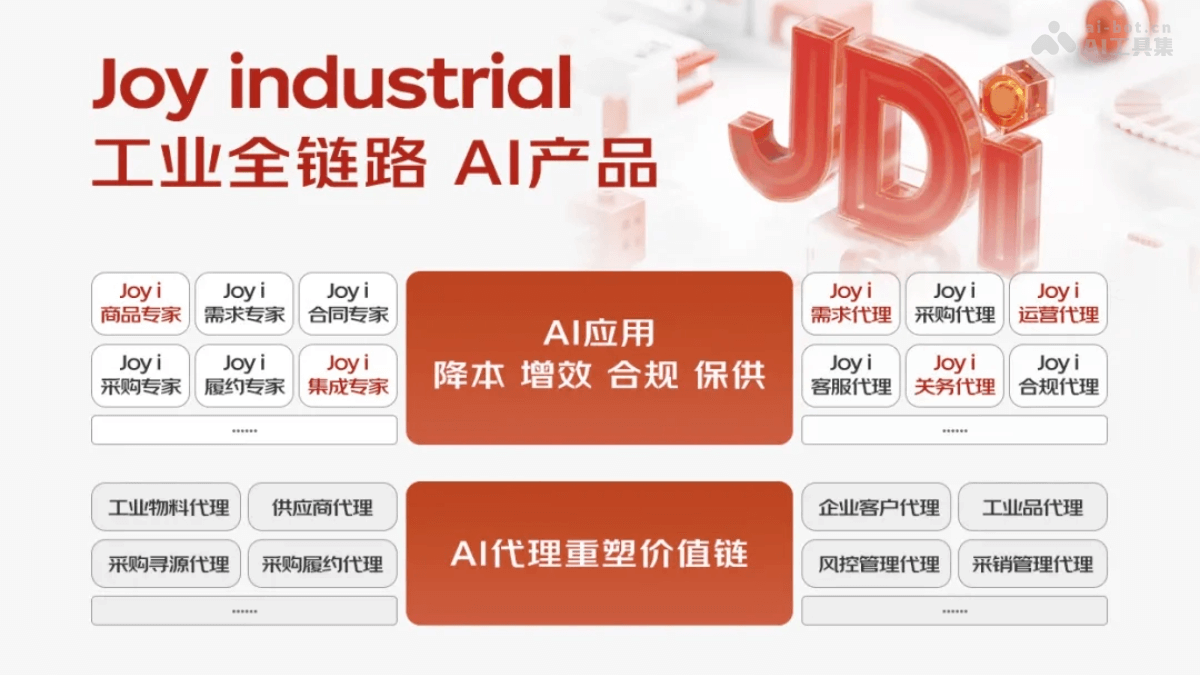 ai-bot.cn
AI工具集
Joy industrial
工业全链路 AI产品
JDi
Joy i
商品专家
Joy i
需求专家
Joy i
合同专家
Joy i
采购专家
Joy i
履约专家
Joy i
集成专家
......
AI应用
降本 增效 合规 保供
Joy i
需求代理
Joy i
采购代理
Joy i
运营代理
Joy i
客服代理
Joy i
关务代理
Joy i
合规代理
......
工业物料代理
供应商代理
采购寻源代理
采购履约代理
......
AI代理重塑价值链
企业客户代理
工业品代理
风控管理代理
采销管理代理
......